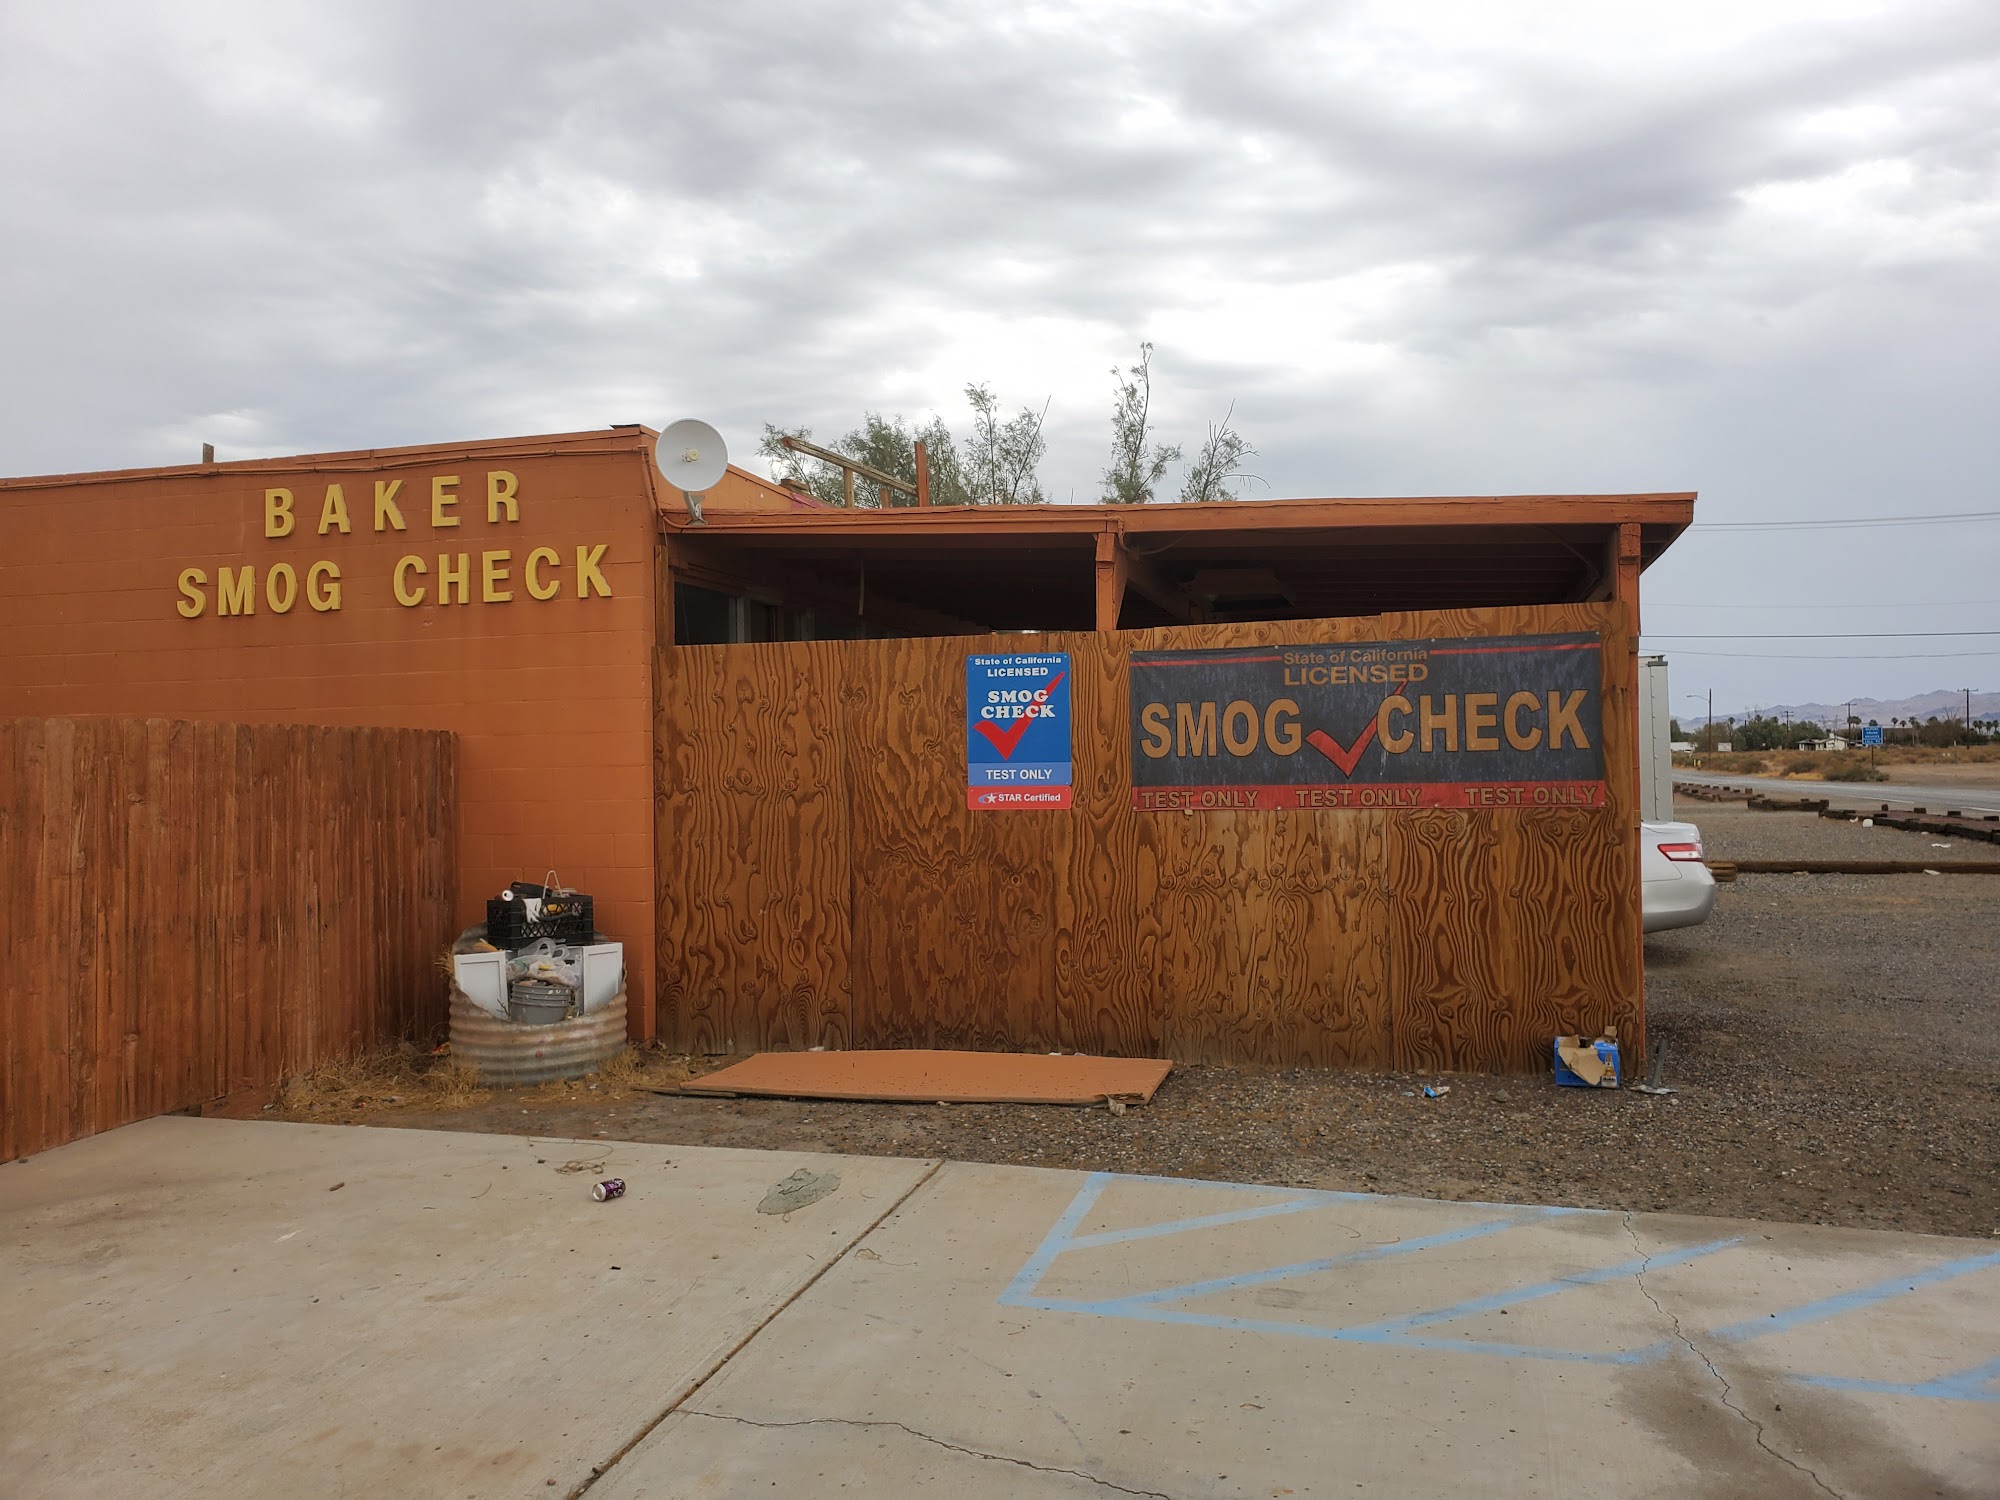 BAKER
SMOG CHECK
State of California
LICENSED
SMOG
CHECK
TEST ONLY
STAR Certified
State of California
LICENSED
SMOG CHECK
TEST ONLY TEST ONLY TEST ONLY